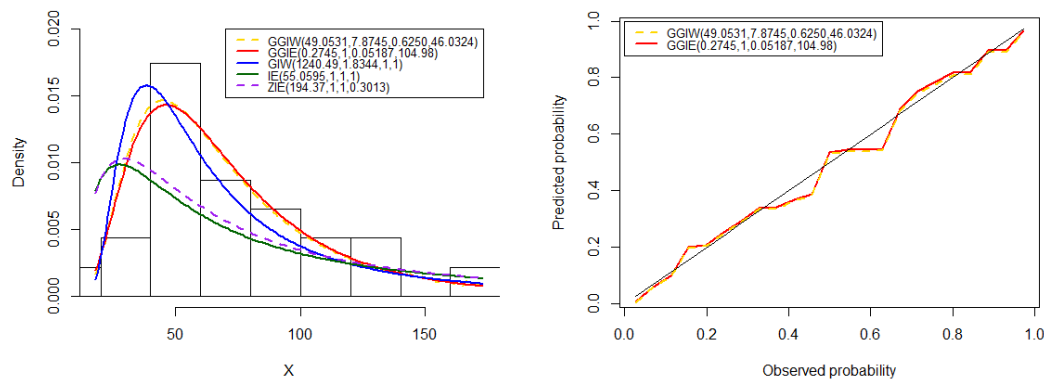 GGIW(49.0531,7.8745,0.6250,46.0324)
GGIE(0.2745,1,0.05187,104.98)
GIW(1240.49,1.8344,1,1)
IE(55.0595,1,1,1)
ZIE(194.37,1,1,0.3013)
Density
0.020
0.015
0.010
0.005
0.000
50
100
150
X
GGIW(49.0531,7.8745,0.6250,46.0324)
GGIE(0.2745,1,0.05187,104.98)
Predicted probability
1.0
0.8
0.6
0.4
0.2
0.0
0.0
0.2
0.4
0.6
0.8
1.0
Observed probability